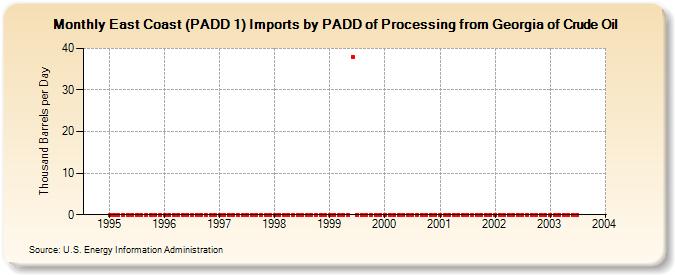 Monthly East Coast (PADD 1) Imports by PADD of Processing from Georgia of Crude Oil
Thousand Barrels per Day
40
30
20
10
0
1995 1996 1997 1998 1999 2000 2001 2002 2003 2004
Source: U.S. Energy Information Administration